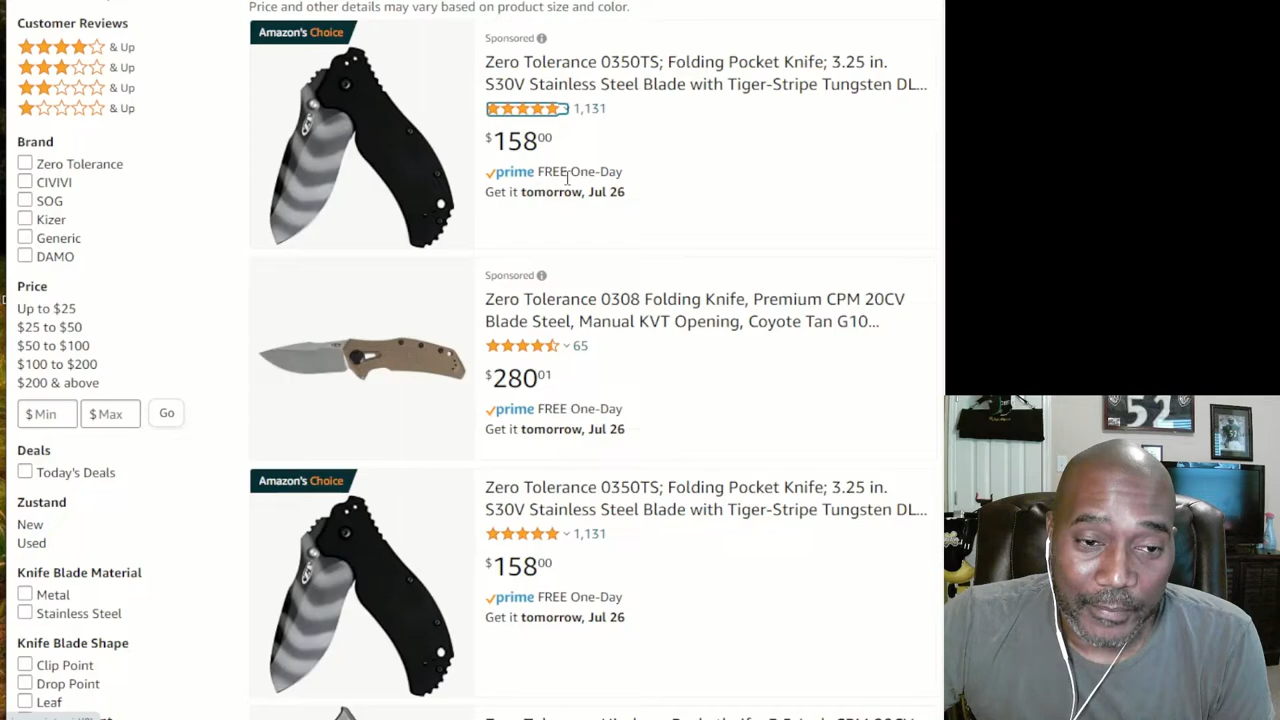 Price and other details may vary based on product size and color.
Customer Reviews
& Up
& Up
& Up
& Up
Brand
Zero Tolerance
CIVIVI
SOG
Kizer
Generic
DAMO
Price
Up to $25
$25 to $50
$50 to $100
$100 to $200
$200 & above
$ Min $ Max Go
Deals
Today's Deals
Zustand
New
Used
Knife Blade Material
Metal
Stainless Steel
Knife Blade Shape
Clip Point
Drop Point
Leaf
Amazon's Choice
Sponsored
Zero Tolerance 0350TS; Folding Pocket Knife; 3.25 in.
S30V Stainless Steel Blade with Tiger-Stripe Tungsten DL...
1,131
$15800
prime FREE One-Day
Get it tomorrow, Jul 26
Sponsored
Zero Tolerance 0308 Folding Knife, Premium CPM 20CV
Blade Steel, Manual KVT Opening, Coyote Tan G10...
65
$28001
prime FREE One-Day
Get it tomorrow, Jul 26
Amazon's Choice
Zero Tolerance 0350TS; Folding Pocket Knife; 3.25 in.
S30V Stainless Steel Blade with Tiger-Stripe Tungsten DL...
1,131
$15800
prime FREE One-Day
Get it tomorrow, Jul 26
52